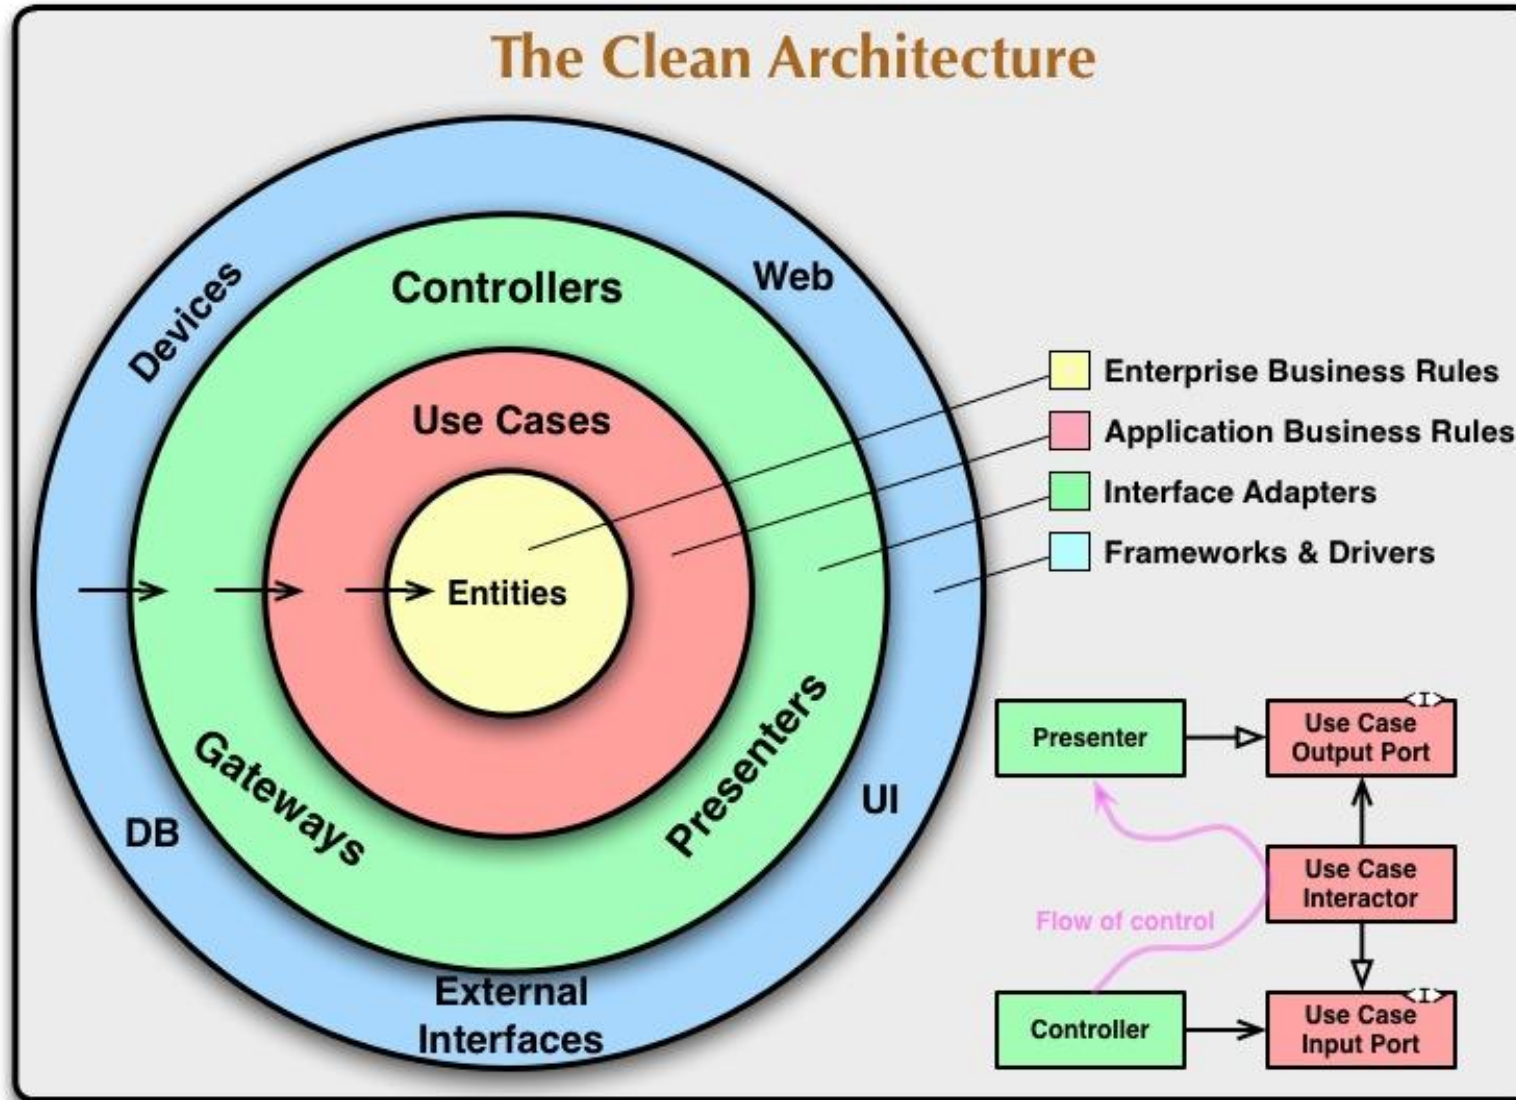 The Clean Architecture
Devices
Web
Controllers
Use Cases
Entities
Gateways
Presenters
DB
UI
External
Interfaces
Enterprise Business Rules
Application Business Rules
Interface Adapters
Frameworks & Drivers
Presenter
<I>
Use Case
Output Port
Use Case
Interactor
Flow of control
Controller
<I>
Use Case
Input Port